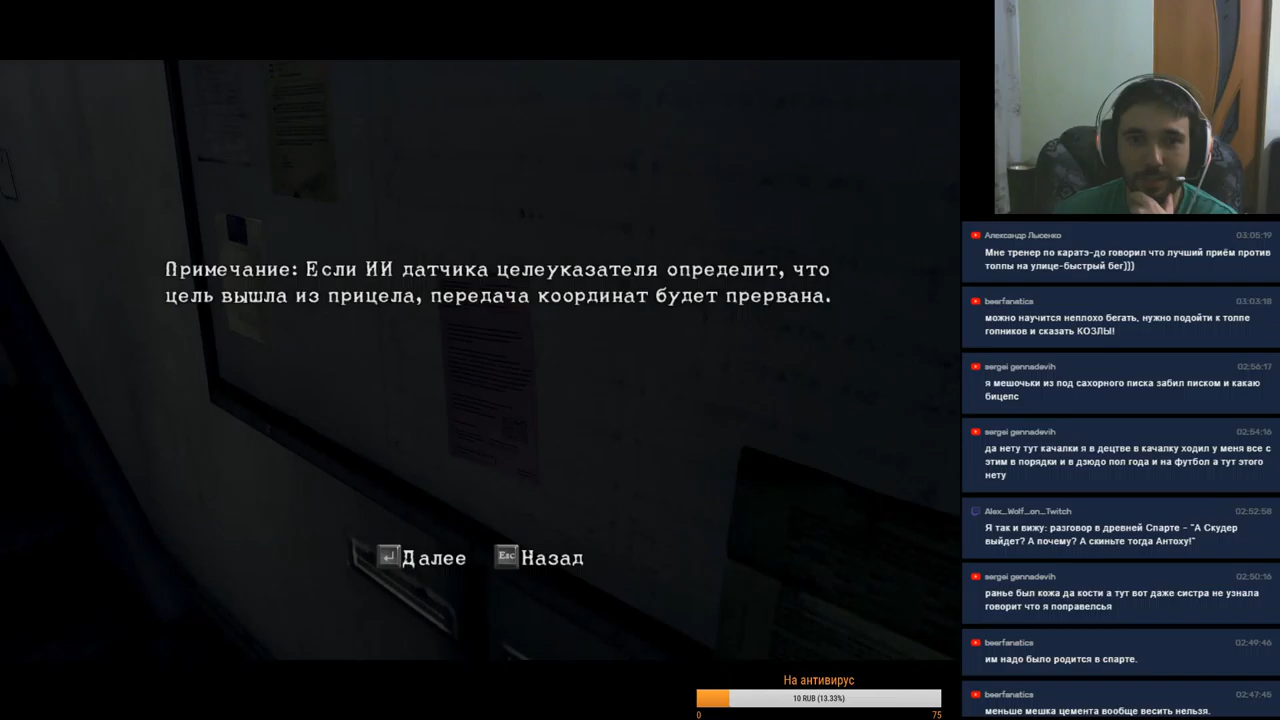 Примечание: Если ИИ датчика целеуказателя определит, что
цель вышла из прицела, передача координат будет прервана.
Далее
Esc Назад
Александр Лысенко 03:05:19
Мне тренер по каратэ-до говорил что лучший приём против
топпы на улице-быстрый бег)))
beerfanatics 03:03:18
можно научится неплохо бегать, нужно подойти к толпе
гопников и сказать КОЗЛЫ!
sergei gennadevih 02:56:17
я мешочьки из под сахорного писка забил писком и какаю
бицепс
sergei gennadevih 02:54:16
да нету тут качалки я в децтве в качалку ходил у меня все с
этим в порядки и в дзюдо пол года и на футбол а тут этого
нету
Alex_Wolf_on_Twitch 02:52:58
Я так и вижу: разговор в древней Спарте - "А Скудер
выйдет? А почему? А скиньте тогда Антоху!"
sergei gennadevih 02:50:16
ранье был кожа да кости а тут вот даже систра не узнала
говорит что я поправелсья
beerfanatics 02:49:46
им надо было родится в спарте.
beerfanatics 02:47:45
меньше мешка цемента вообще весить нельзя.
На антивирус
10 RUB (13.33%)
0 75